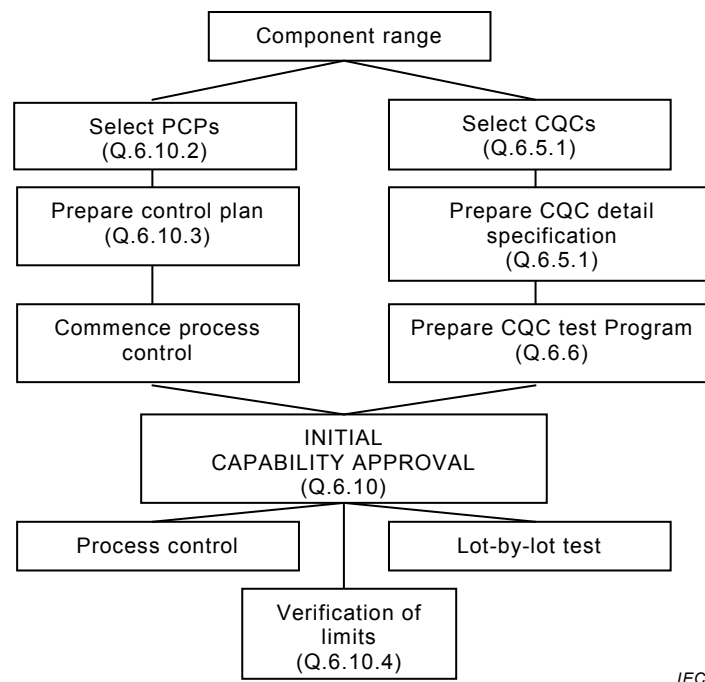 Component range
Select PCPs
(Q.6.10.2)
Select CQCs
(Q.6.5.1)
Prepare control plan
(Q.6.10.3)
Prepare CQC detail
specification
(Q.6.5.1)
Commence process
control
Prepare CQC test Program
(Q.6.6)
INITIAL
CAPABILITY APPROVAL
(Q.6.10)
Process control
Lot-by-lot test
Verification of
limits
(Q.6.10.4)
IEC